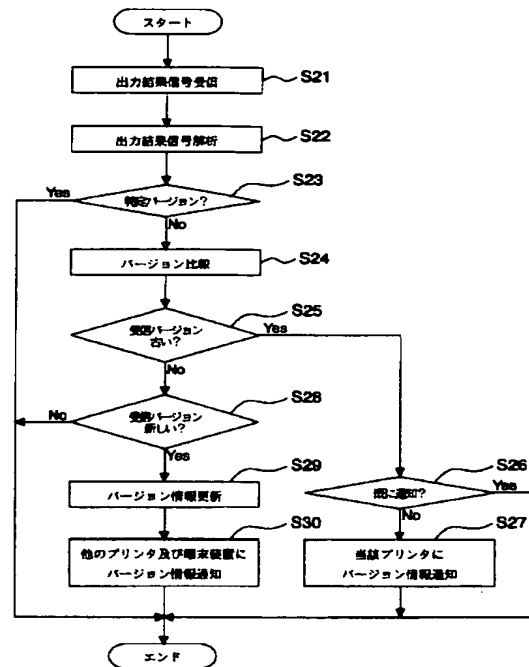 スタート
出力結果信号受信
S21
出力結果信号解析
S22
特定バージョン?
S23
Yes
No
バージョン比較
S24
受信バージョン
古い?
S25
Yes
No
受信バージョン
新しい?
S28
No
Yes
バージョン情報更新
S29
既に通知?
S26
Yes
No
他のプリンタ及び端末装置に
バージョン情報通知
S30
当該プリンタに
バージョン情報通知
S27
エンド